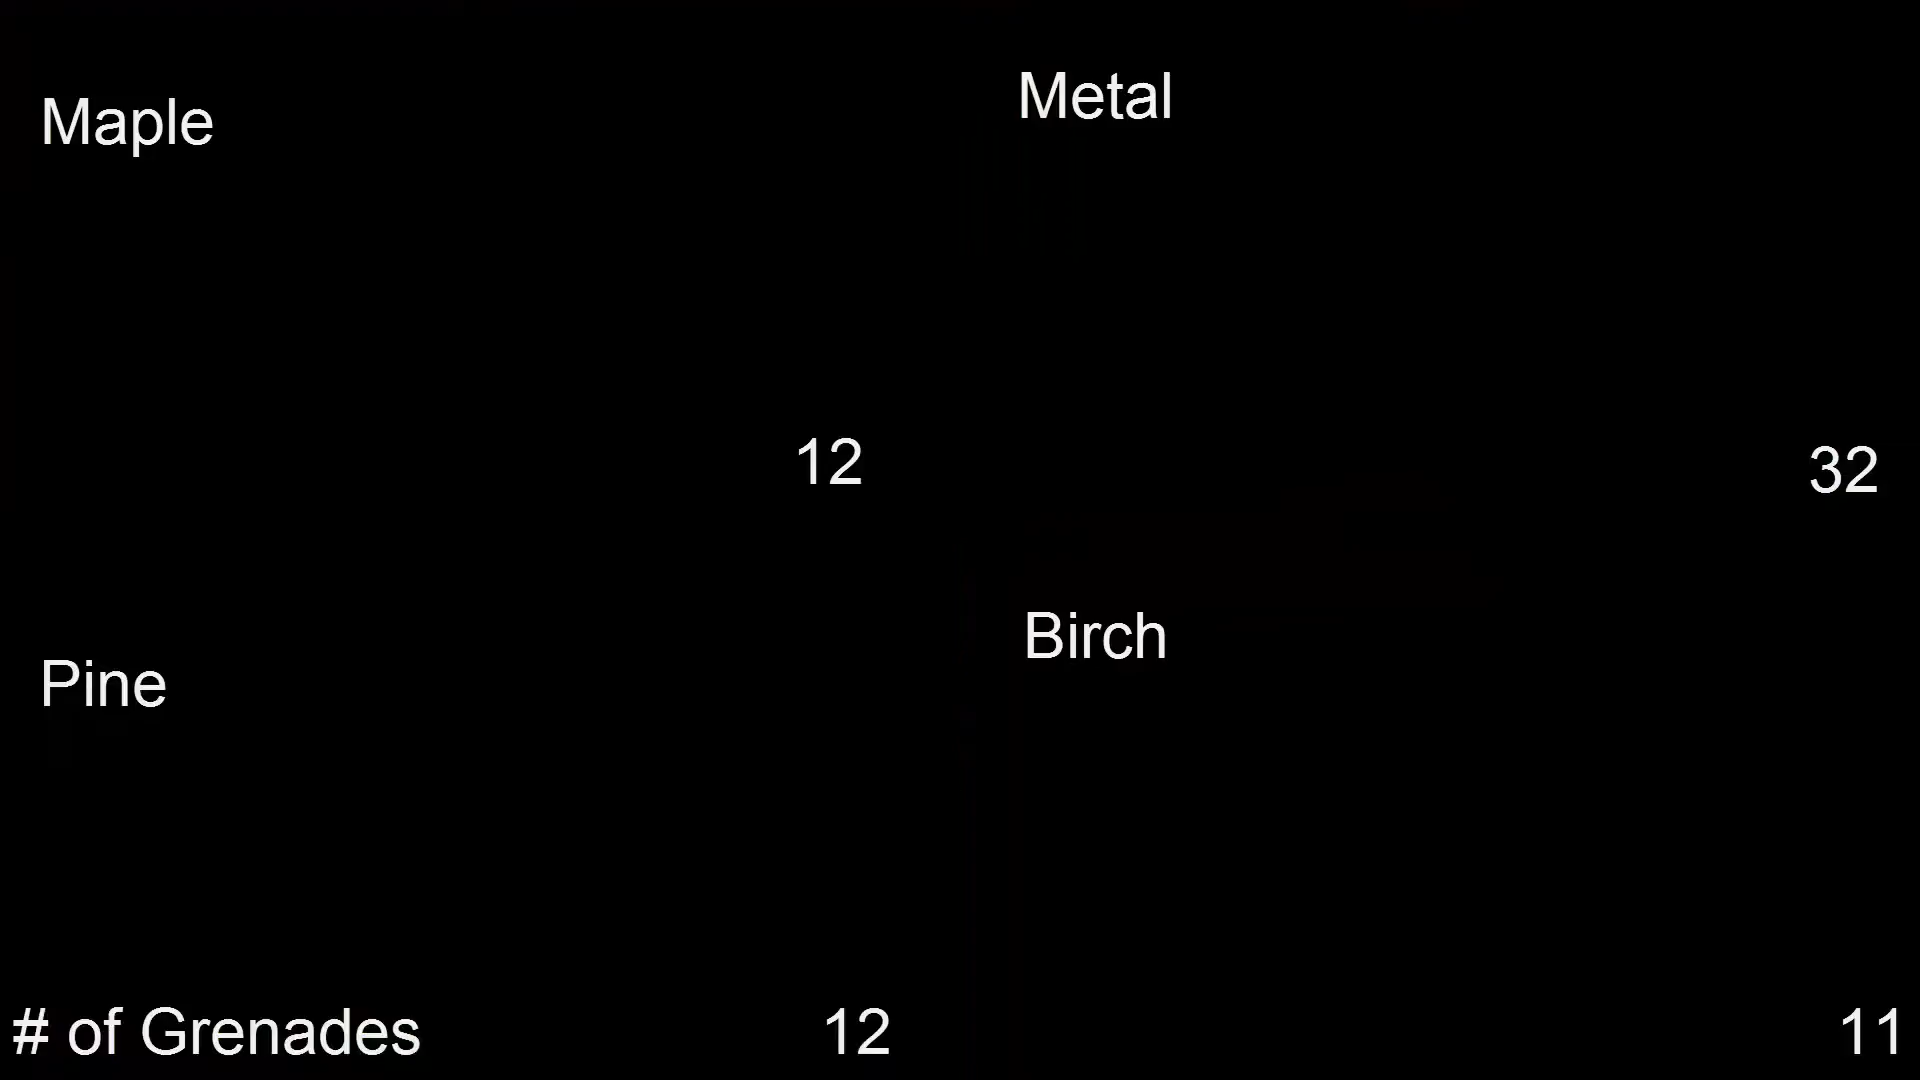 Maple
Metal
12
32
Pine
Birch
# of Grenades
12
11